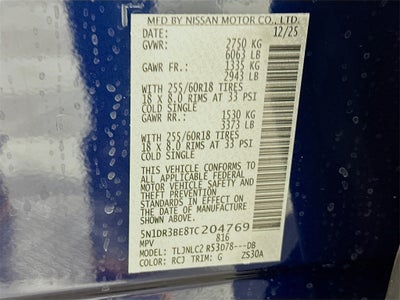 MFD BY NISSAN MOTOR CO., LTD.
DATE: 12/25
GVWR: 2750 KG
6063 LB
GAWR FR.: 1335 KG
2943 LB
WITH 255/60R18 TIRES
18 x 8.0 RIMS AT 33 PSI
COLD SINGLE
GAWR RR.: 1530 KG
3373 LB
WITH 255/60R18 TIRES
18 x 8.0 RIMS AT 33 PSI
COLD SINGLE
THIS VEHICLE CONFORMS TO
ALL APPLICABLE FEDERAL
MOTOR VEHICLE SAFETY
AND THEFT PREVENTION
STANDARDS IN EFFECT ON
THE DATE OF MANUFACTURE
SHOWN ABOVE.
5N1DR3BE8TC204769
MPV 816
MODEL: TLJNLC2 R53D78---DB
COLOR: RCJ TRIM: G ZS30A